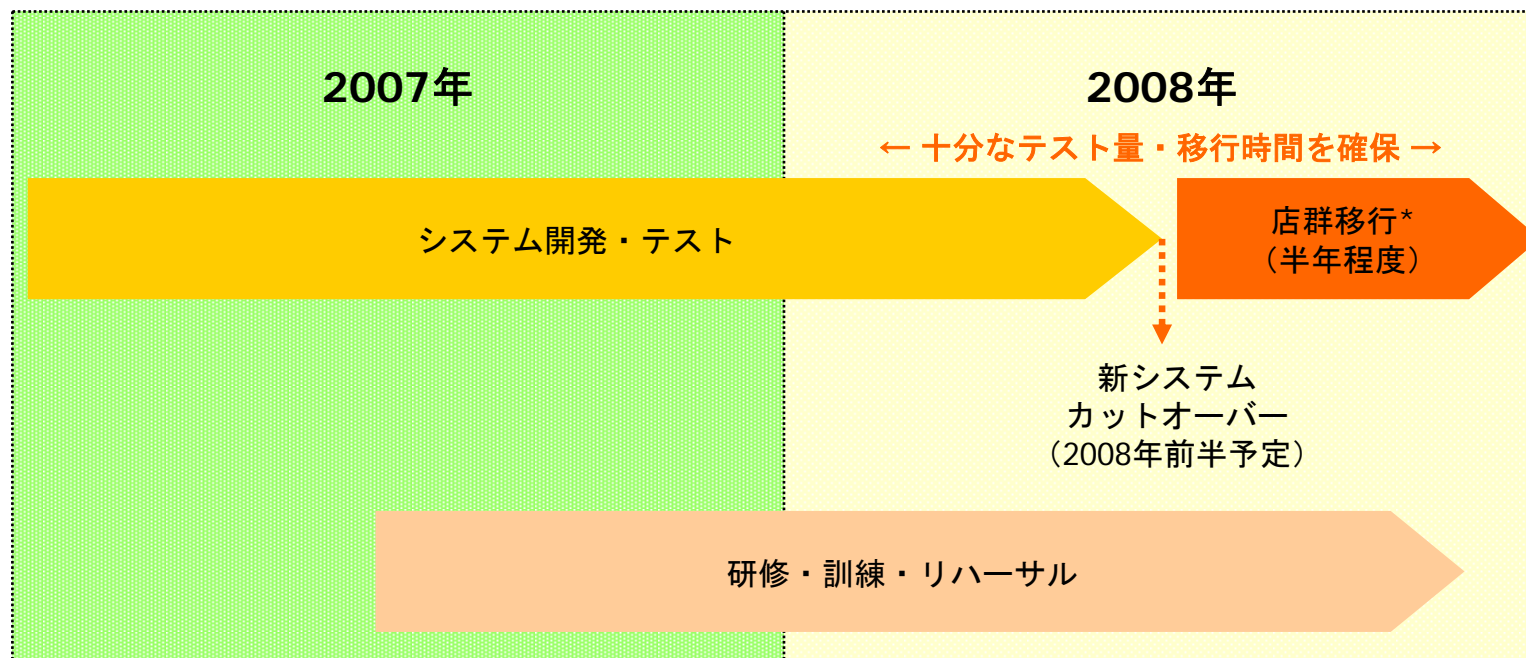 2007年
2008年
← 十分なテスト量・移行時間を確保 →
システム開発・テスト
店群移行*
（半年程度）
新システム
カットオーバー
（2008年前半予定）
研修・訓練・リハーサル